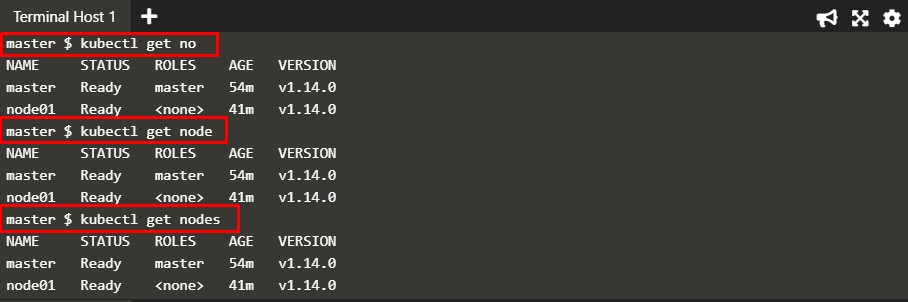 Terminal Host 1
master $ kubectl get no
NAME STATUS ROLES AGE VERSION
master Ready master 54m v1.14.0
node01 Ready <none> 41m v1.14.0
master $ kubectl get node
NAME STATUS ROLES AGE VERSION
master Ready master 54m v1.14.0
node01 Ready <none> 41m v1.14.0
master $ kubectl get nodes
NAME STATUS ROLES AGE VERSION
master Ready master 54m v1.14.0
node01 Ready <none> 41m v1.14.0